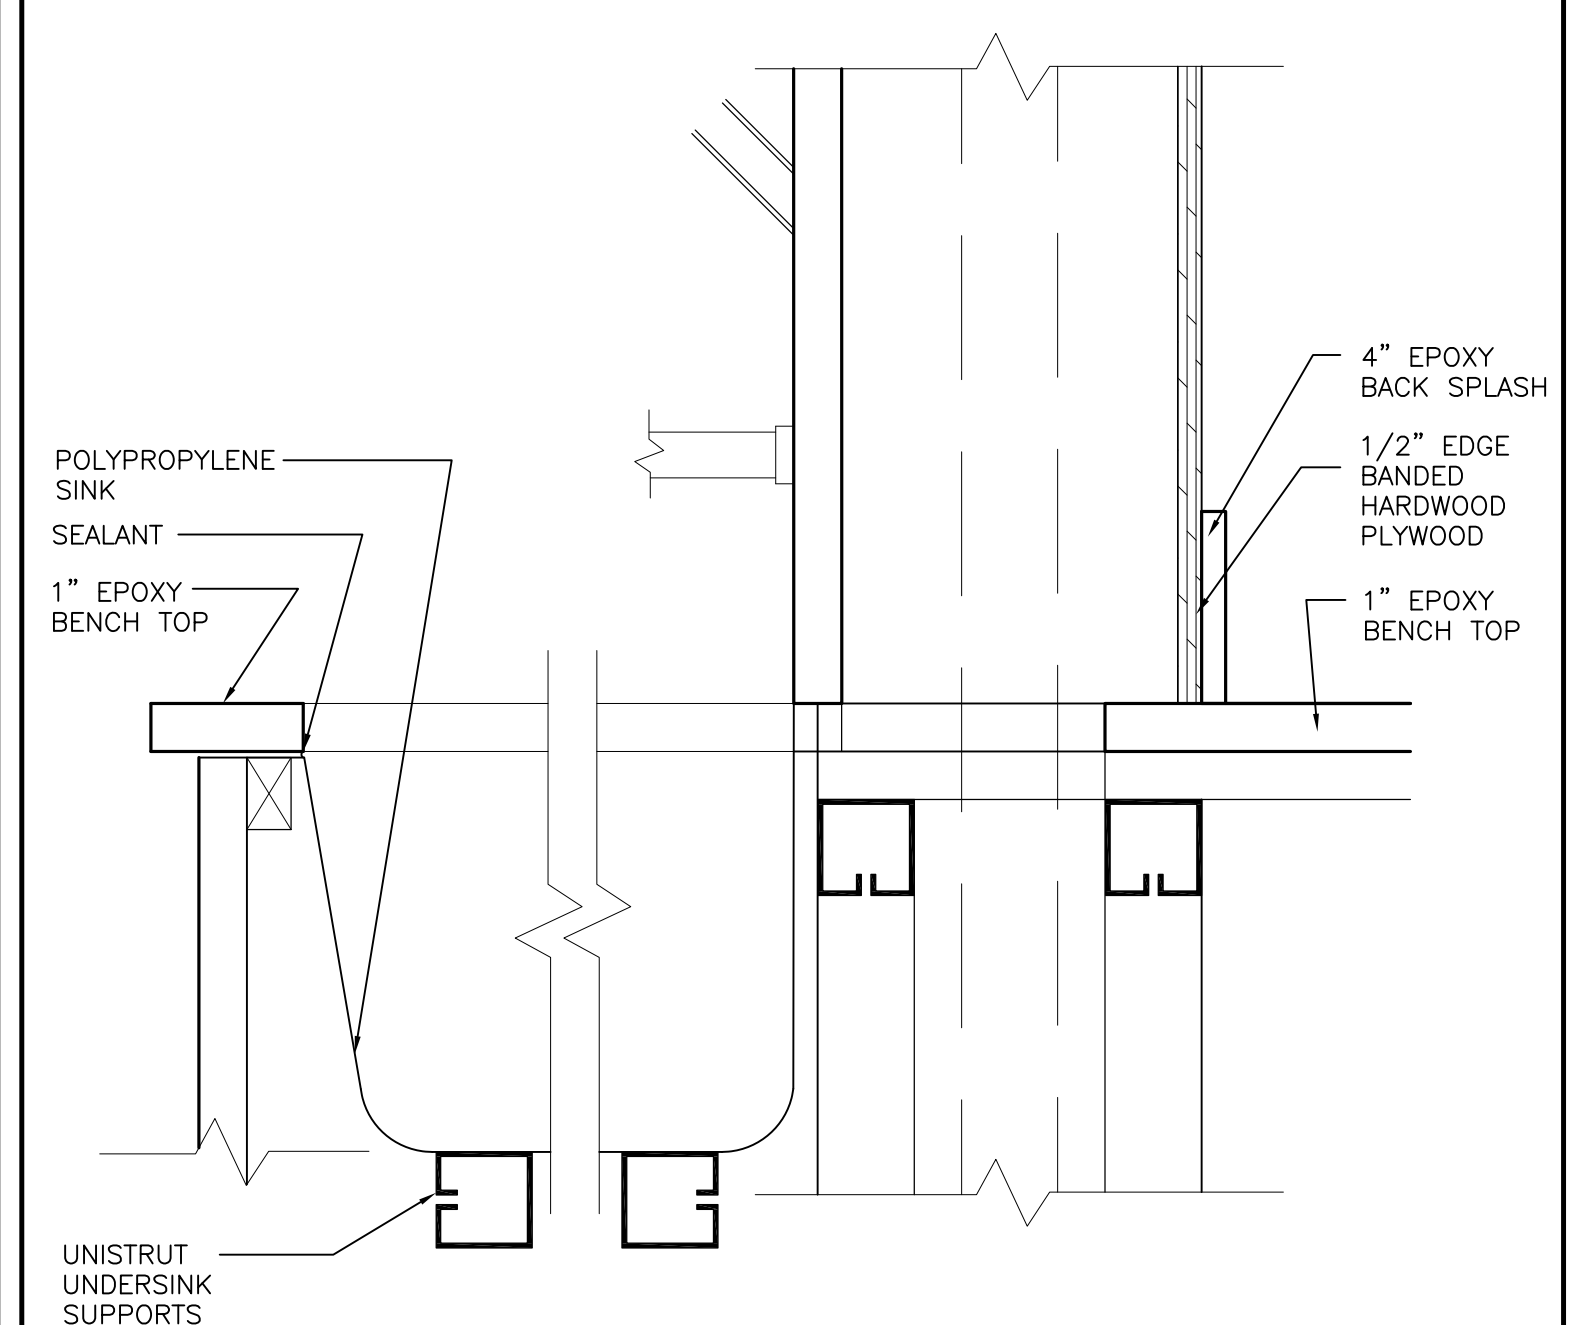 4” EPOXY
BACK SPLASH
1/2” EDGE
BANDED
HARDWOOD
PLYWOOD
1” EPOXY
BENCH TOP
POLYPROPYLENE
SINK
SEALANT
1” EPOXY
BENCH TOP
UNISTRUT
UNDERSINK
SUPPORTS